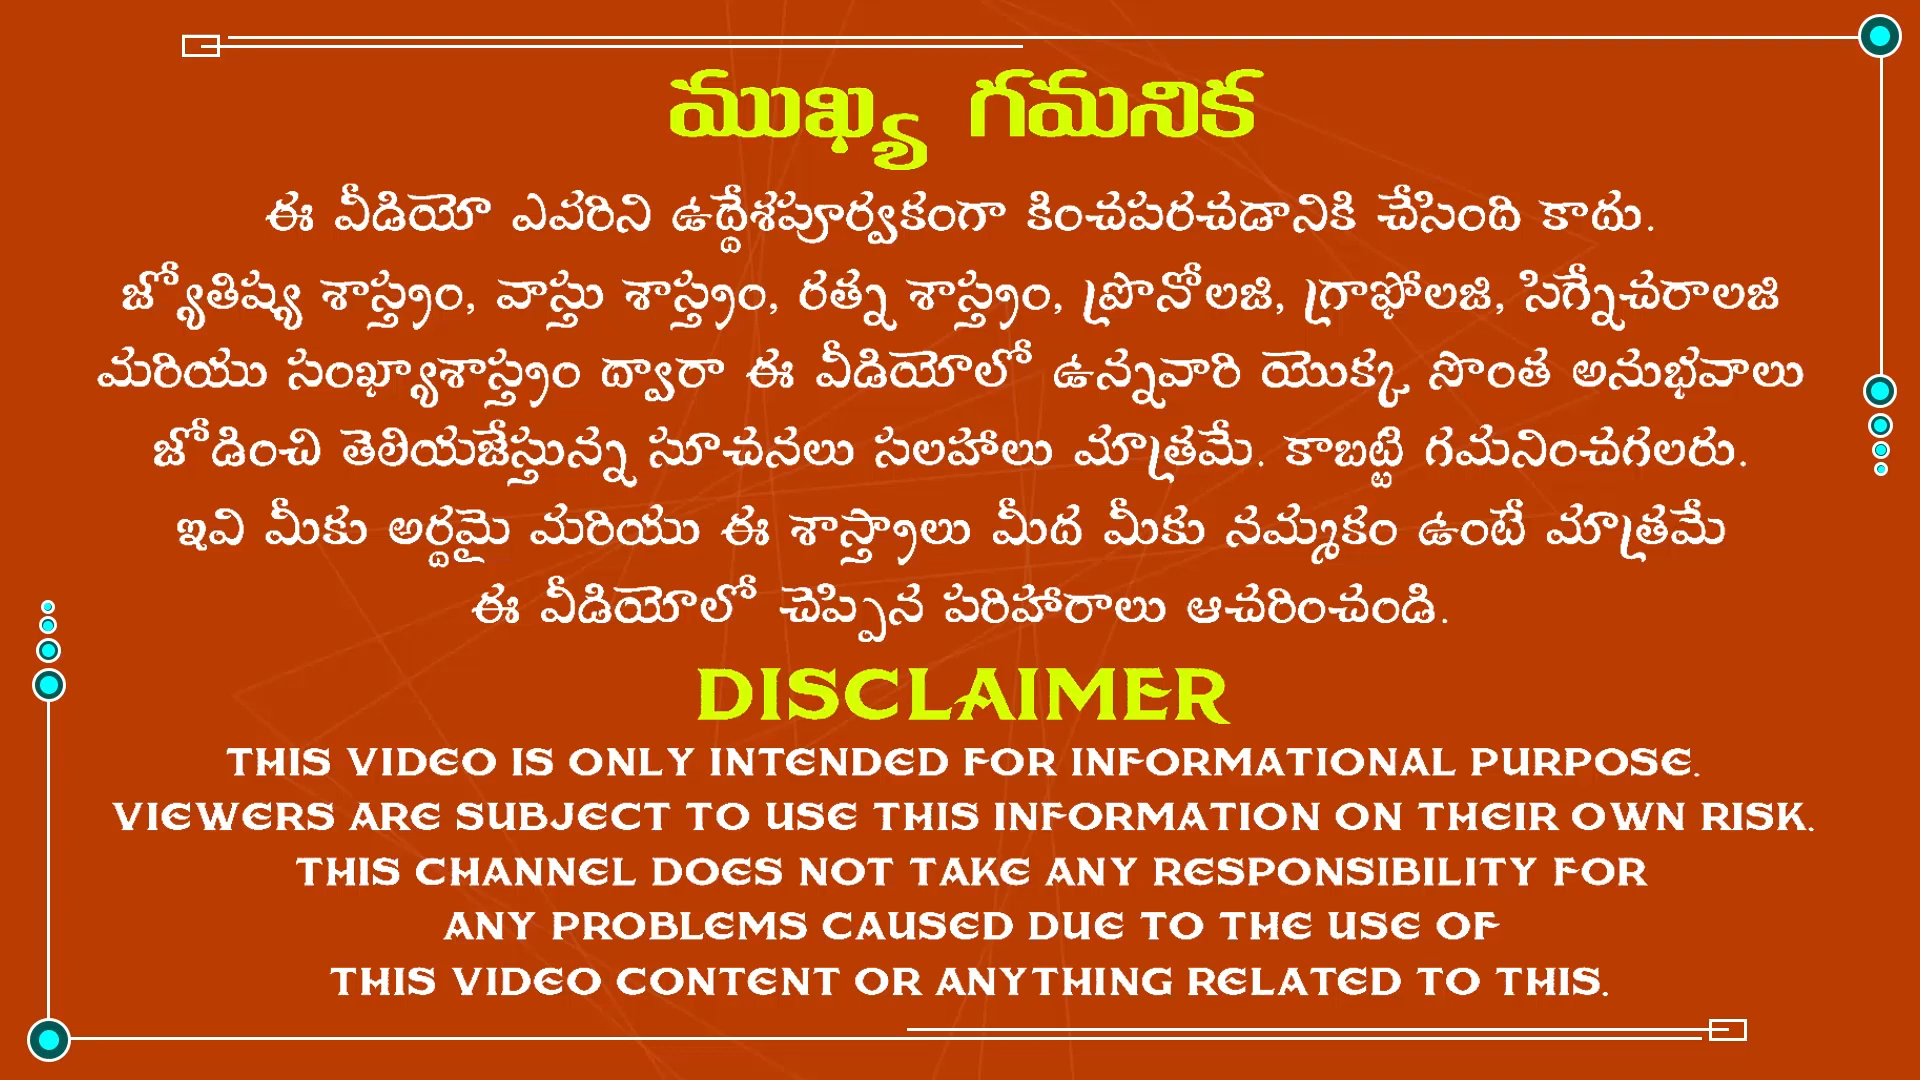 ముఖ్య గమనిక
ఈ వీడియో ఎవరిని ఉద్దేశపూర్వకంగా కించపరచడానికి చేసింది కాదు.
జ్యోతిష్య శాస్త్రం, వాస్తు శాస్త్రం, రత్న శాస్త్రం, ప్రొనోలజి, గ్రాఫోలజి, సిగ్నేచరాలజి
మరియు సంఖ్యాశాస్త్రం ద్వారా ఈ వీడియోలో ఉన్నవారి యొక్క సొంత అనుభవాలు
జోడించి తెలియజేస్తున్న సూచనలు సలహాలు మాత్రమే. కాబట్టి గమనించగలరు.
ఇవి మీకు అర్ధమై మరియు ఈ శాస్త్రాలు మీద మీకు నమ్మకం ఉంటే మాత్రమే
ఈ వీడియోలో చెప్పిన పరిహారాలు ఆచరించండి.
DISCLAIMER
THIS VIDEO IS ONLY INTENDED FOR INFORMATIONAL PURPOSE.
VIEWERS ARE SUBJECT TO USE THIS INFORMATION ON THEIR OWN RISK.
THIS CHANNEL DOES NOT TAKE ANY RESPONSIBILITY FOR
ANY PROBLEMS CAUSED DUE TO THE USE OF
THIS VIDEO CONTENT OR ANYTHING RELATED TO THIS.